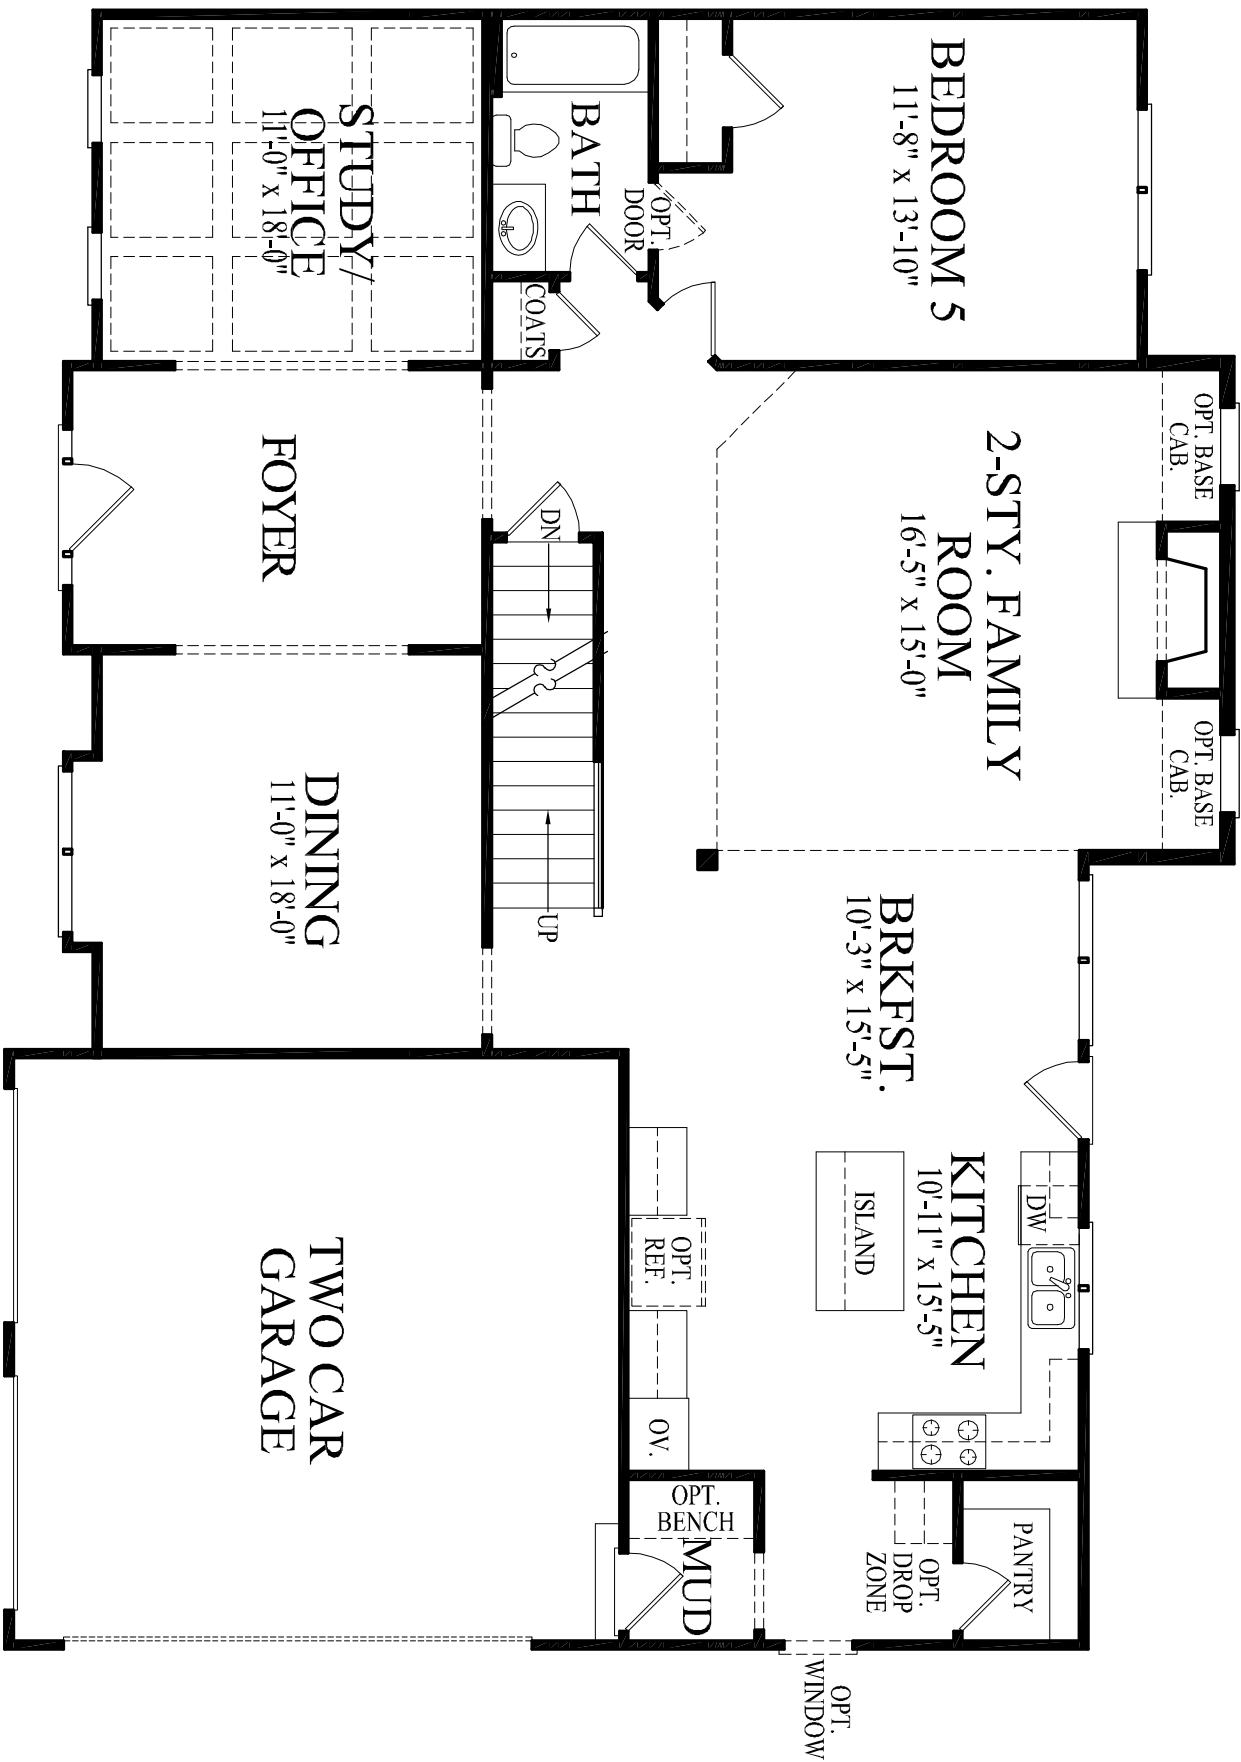 BEDROOM 5
11'-8" x 13'-10"
BATH
OPT.
DOOR
COATS
STUDY/
OFFICE
11'-0" x 18'-0"
OPT. BASE
CAB.
2-STY. FAMILY
ROOM
16'-5" x 15'-0"
OPT. BASE
CAB.
FOYER
DN
UP
DINING
11'-0" x 18'-0"
BRKFST.
10'-3" x 15'-5"
KITCHEN
10'-11" x 15'-5"
DW
ISLAND
OPT.
REF.
OV.
TWO CAR
GARAGE
PANTRY
OPT.
DROP
ZONE
OPT.
BENCH
MUD
OPT.
WINDOW